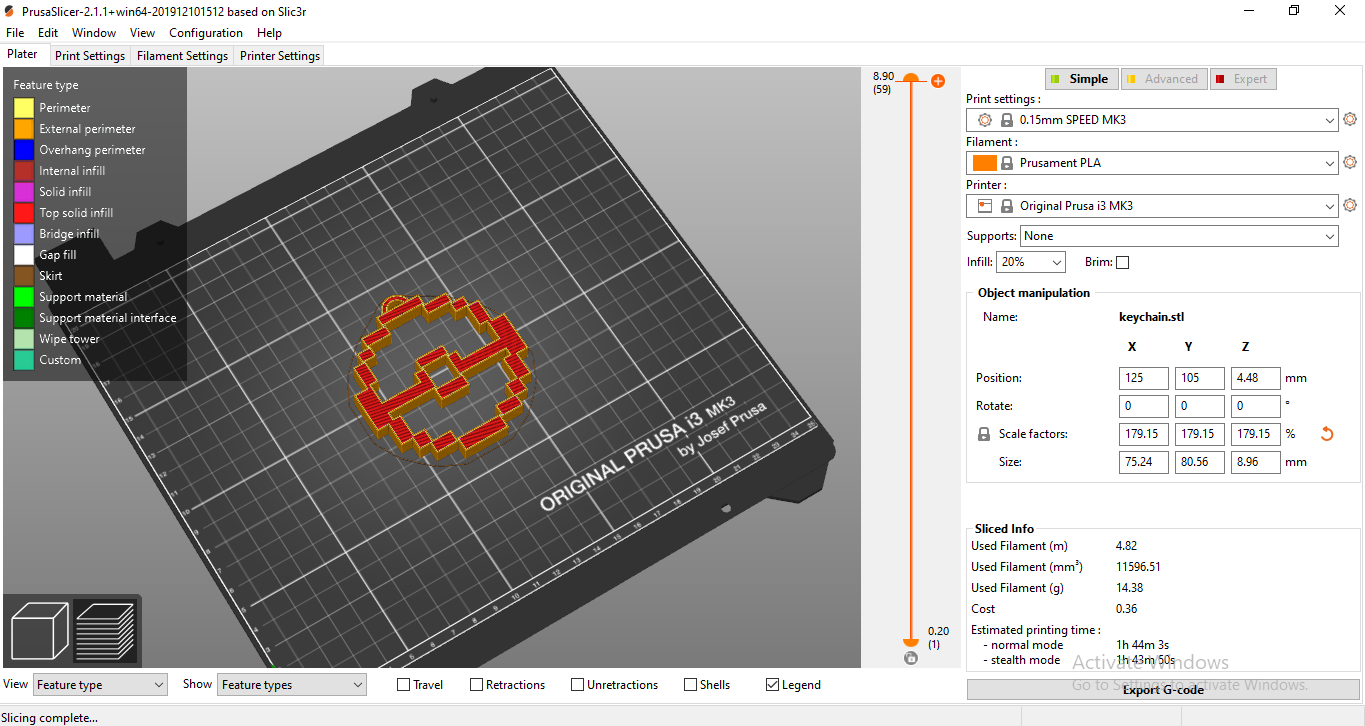 PrusaSlicer-2.1.1+win64-201912101512 based on Slic3r
File Edit Window View Configuration Help
Plater Print Settings Filament Settings Printer Settings
Feature type
Perimeter
External perimeter
Overhang perimeter
Internal infill
Solid infill
Top solid infill
Bridge infill
Gap fill
Skirt
Support material
Support material interface
Wipe tower
Custom
ORIGINAL PRUSA i3 MK3
by Josef Prusa
8.90
(59)
0.20
(1)
Simple Advanced Expert
Print settings :
0.15mm SPEED MK3
Filament :
Prusament PLA
Printer :
Original Prusa i3 MK3
Supports: None
Infill: 20% Brim:
Object manipulation
Name: keychain.stl
X Y Z
Position: 125 105 4.48 mm
Rotate: 0 0 0 °
Scale factors: 179.15 179.15 179.15 %
Size: 75.24 80.56 8.96 mm
Sliced Info
Used Filament (m) 4.82
Used Filament (mm³) 11596.51
Used Filament (g) 14.38
Cost 0.36
Estimated printing time :
- normal mode 1h 44m 3s
- stealth mode 1h 43m 50s
Activate Windows
Go to Settings to activate Windows.
Export G-code
View Feature type Show Feature types Travel Retractions Unretractions Shells Legend
Slicing complete...